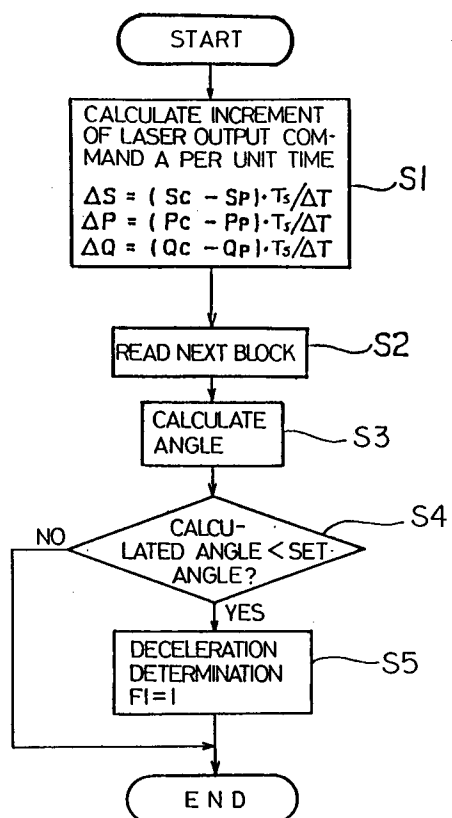 START
CALCULATE INCREMENT
OF LASER OUTPUT COM-
MAND A PER UNIT TIME
ΔS = (Sc - Sp)·Ts/ΔT
ΔP = (Pc - Pp)·Ts/ΔT
ΔQ = (Qc - Qp)·Ts/ΔT
S1
READ NEXT BLOCK
S2
CALCULATE
ANGLE
S3
S4
NO
CALCU-
LATED ANGLE < SET
ANGLE?
YES
DECELERATION
DETERMINATION
F1=1
S5
END